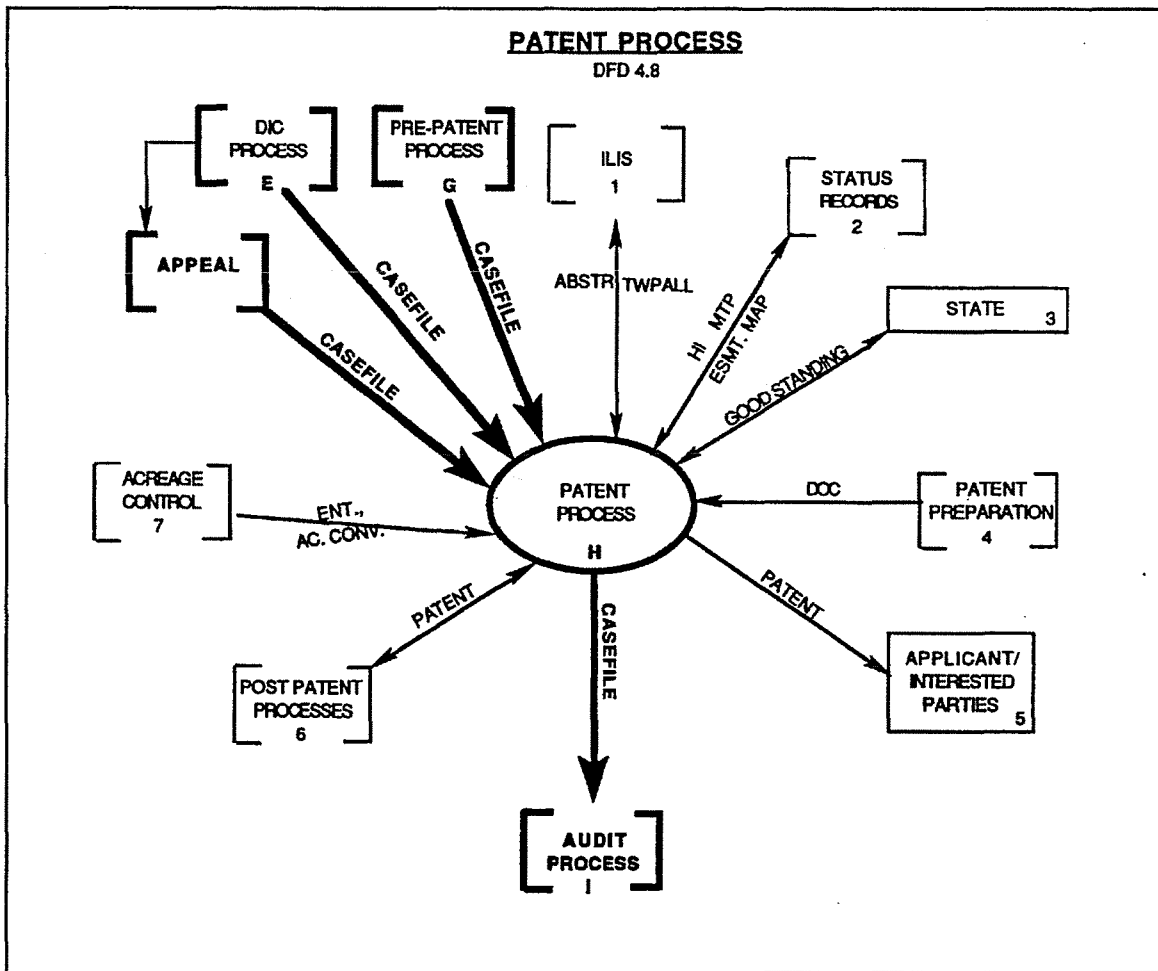 PATENT PROCESS
DFD 4.8
DIC
PROCESS
E
PRE-PATENT
PROCESS
G
ILIS
1
STATUS
RECORDS
2
APPEAL
CASEFILE
CASEFILE
CASEFILE
ABSTR
TWPALL
HI MTP
ESMT. MAP
STATE
3
GOOD STANDING
ACREAGE
CONTROL
7
ENT.,
AC. CONV.
PATENT
PROCESS
H
DOC
PATENT
PREPARATION
4
PATENT
POST PATENT
PROCESSES
6
CASEFILE
PATENT
APPLICANT/
INTERESTED
PARTIES
5
AUDIT
PROCESS
I